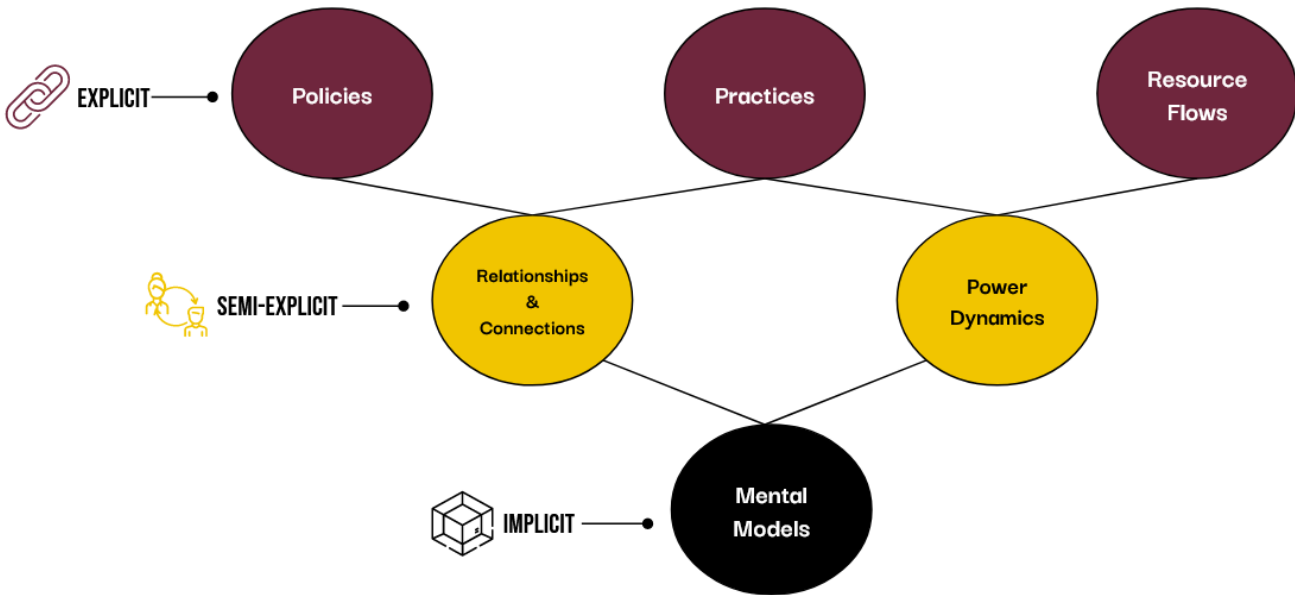 EXPLICIT
Policies
Practices
Resource
Flows
SEMI-EXPLICIT
Relationships
&
Connections
Power
Dynamics
IMPLICIT
Mental
Models